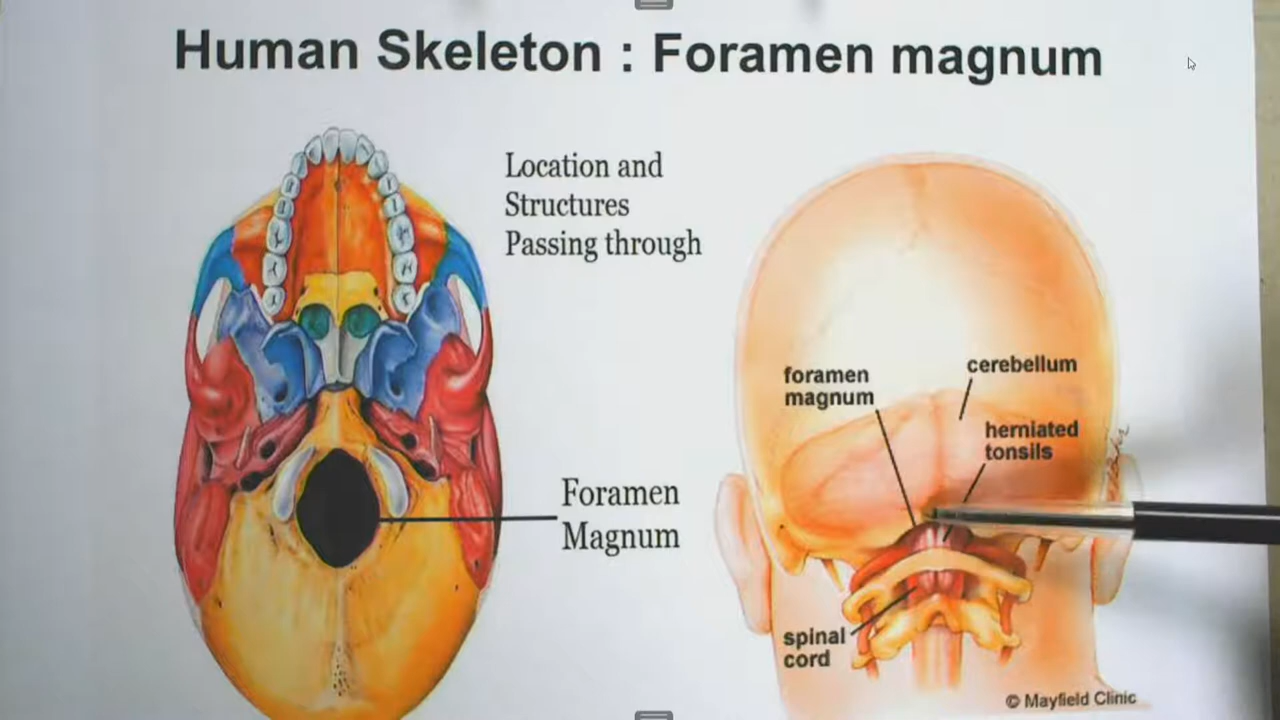 Human Skeleton : Foramen magnum
Location and
Structures
Passing through
Foramen
Magnum
foramen
magnum
cerebellum
herniated
tonsils
spinal
cord
© Mayfield Clinic